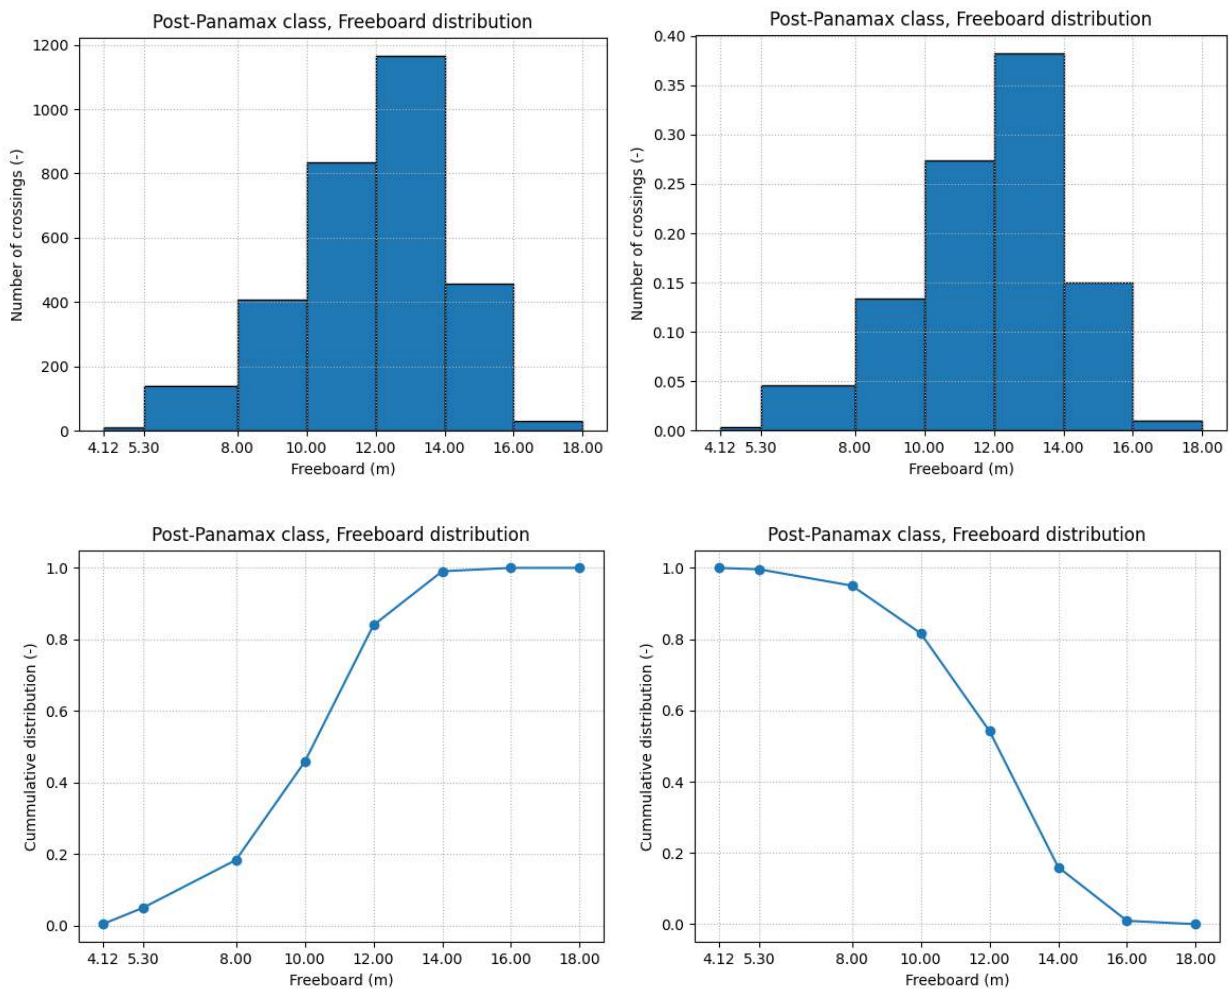 Post-Panamax class, Freeboard distribution
Number of crossings (-)
1200
1000
800
600
400
200
0
4.12 5.30 8.00 10.00 12.00 14.00 16.00 18.00
Freeboard (m)
Post-Panamax class, Freeboard distribution
Number of crossings (-)
0.40
0.35
0.30
0.25
0.20
0.15
0.10
0.05
0.00
4.12 5.30 8.00 10.00 12.00 14.00 16.00 18.00
Freeboard (m)
Post-Panamax class, Freeboard distribution
Cummulative distribution (-)
1.0
0.8
0.6
0.4
0.2
0.0
4.12 5.30 8.00 10.00 12.00 14.00 16.00 18.00
Freeboard (m)
Post-Panamax class, Freeboard distribution
Cummulative distribution (-)
1.0
0.8
0.6
0.4
0.2
0.0
4.12 5.30 8.00 10.00 12.00 14.00 16.00 18.00
Freeboard (m)